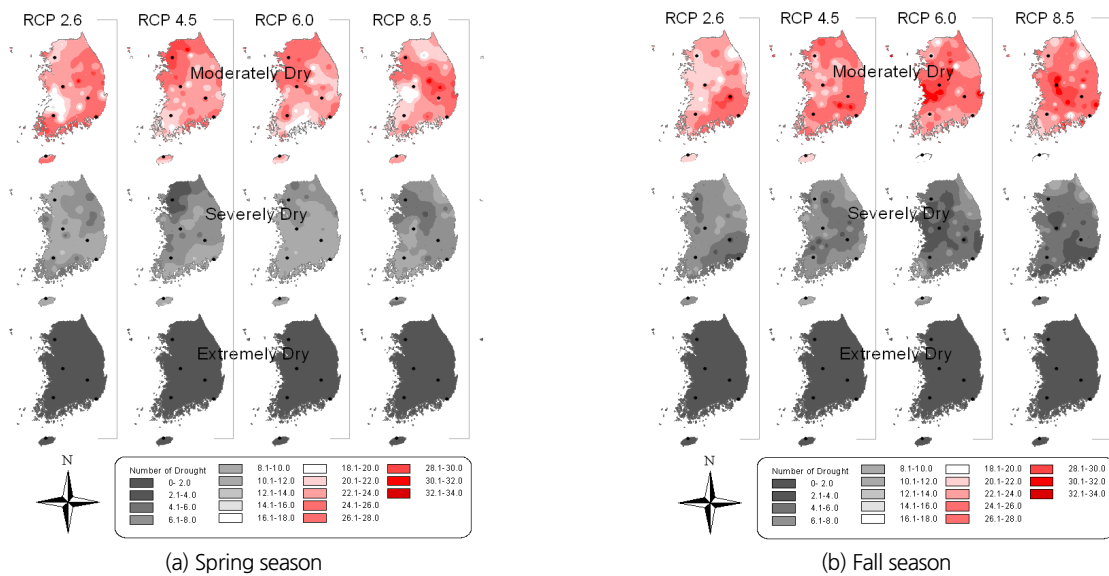 RCP 2.6 RCP 4.5 RCP 6.0 RCP 8.5
Moderately Dry
Severely Dry
Extremely Dry
N
Number of Drought
0- 2.0
2.1-4.0
4.1-6.0
6.1-8.0
8.1-10.0
10.1-12.0
12.1-14.0
14.1-16.0
16.1-18.0
18.1-20.0
20.1-22.0
22.1-24.0
24.1-26.0
26.1-28.0
28.1-30.0
30.1-32.0
32.1-34.0
(a) Spring season
RCP 2.6 RCP 4.5 RCP 6.0 RCP 8.5
Moderately Dry
Severely Dry
Extremely Dry
N
Number of Drought
0- 2.0
2.1-4.0
4.1-6.0
6.1-8.0
8.1-10.0
10.1-12.0
12.1-14.0
14.1-16.0
16.1-18.0
18.1-20.0
20.1-22.0
22.1-24.0
24.1-26.0
26.1-28.0
28.1-30.0
30.1-32.0
32.1-34.0
(b) Fall season